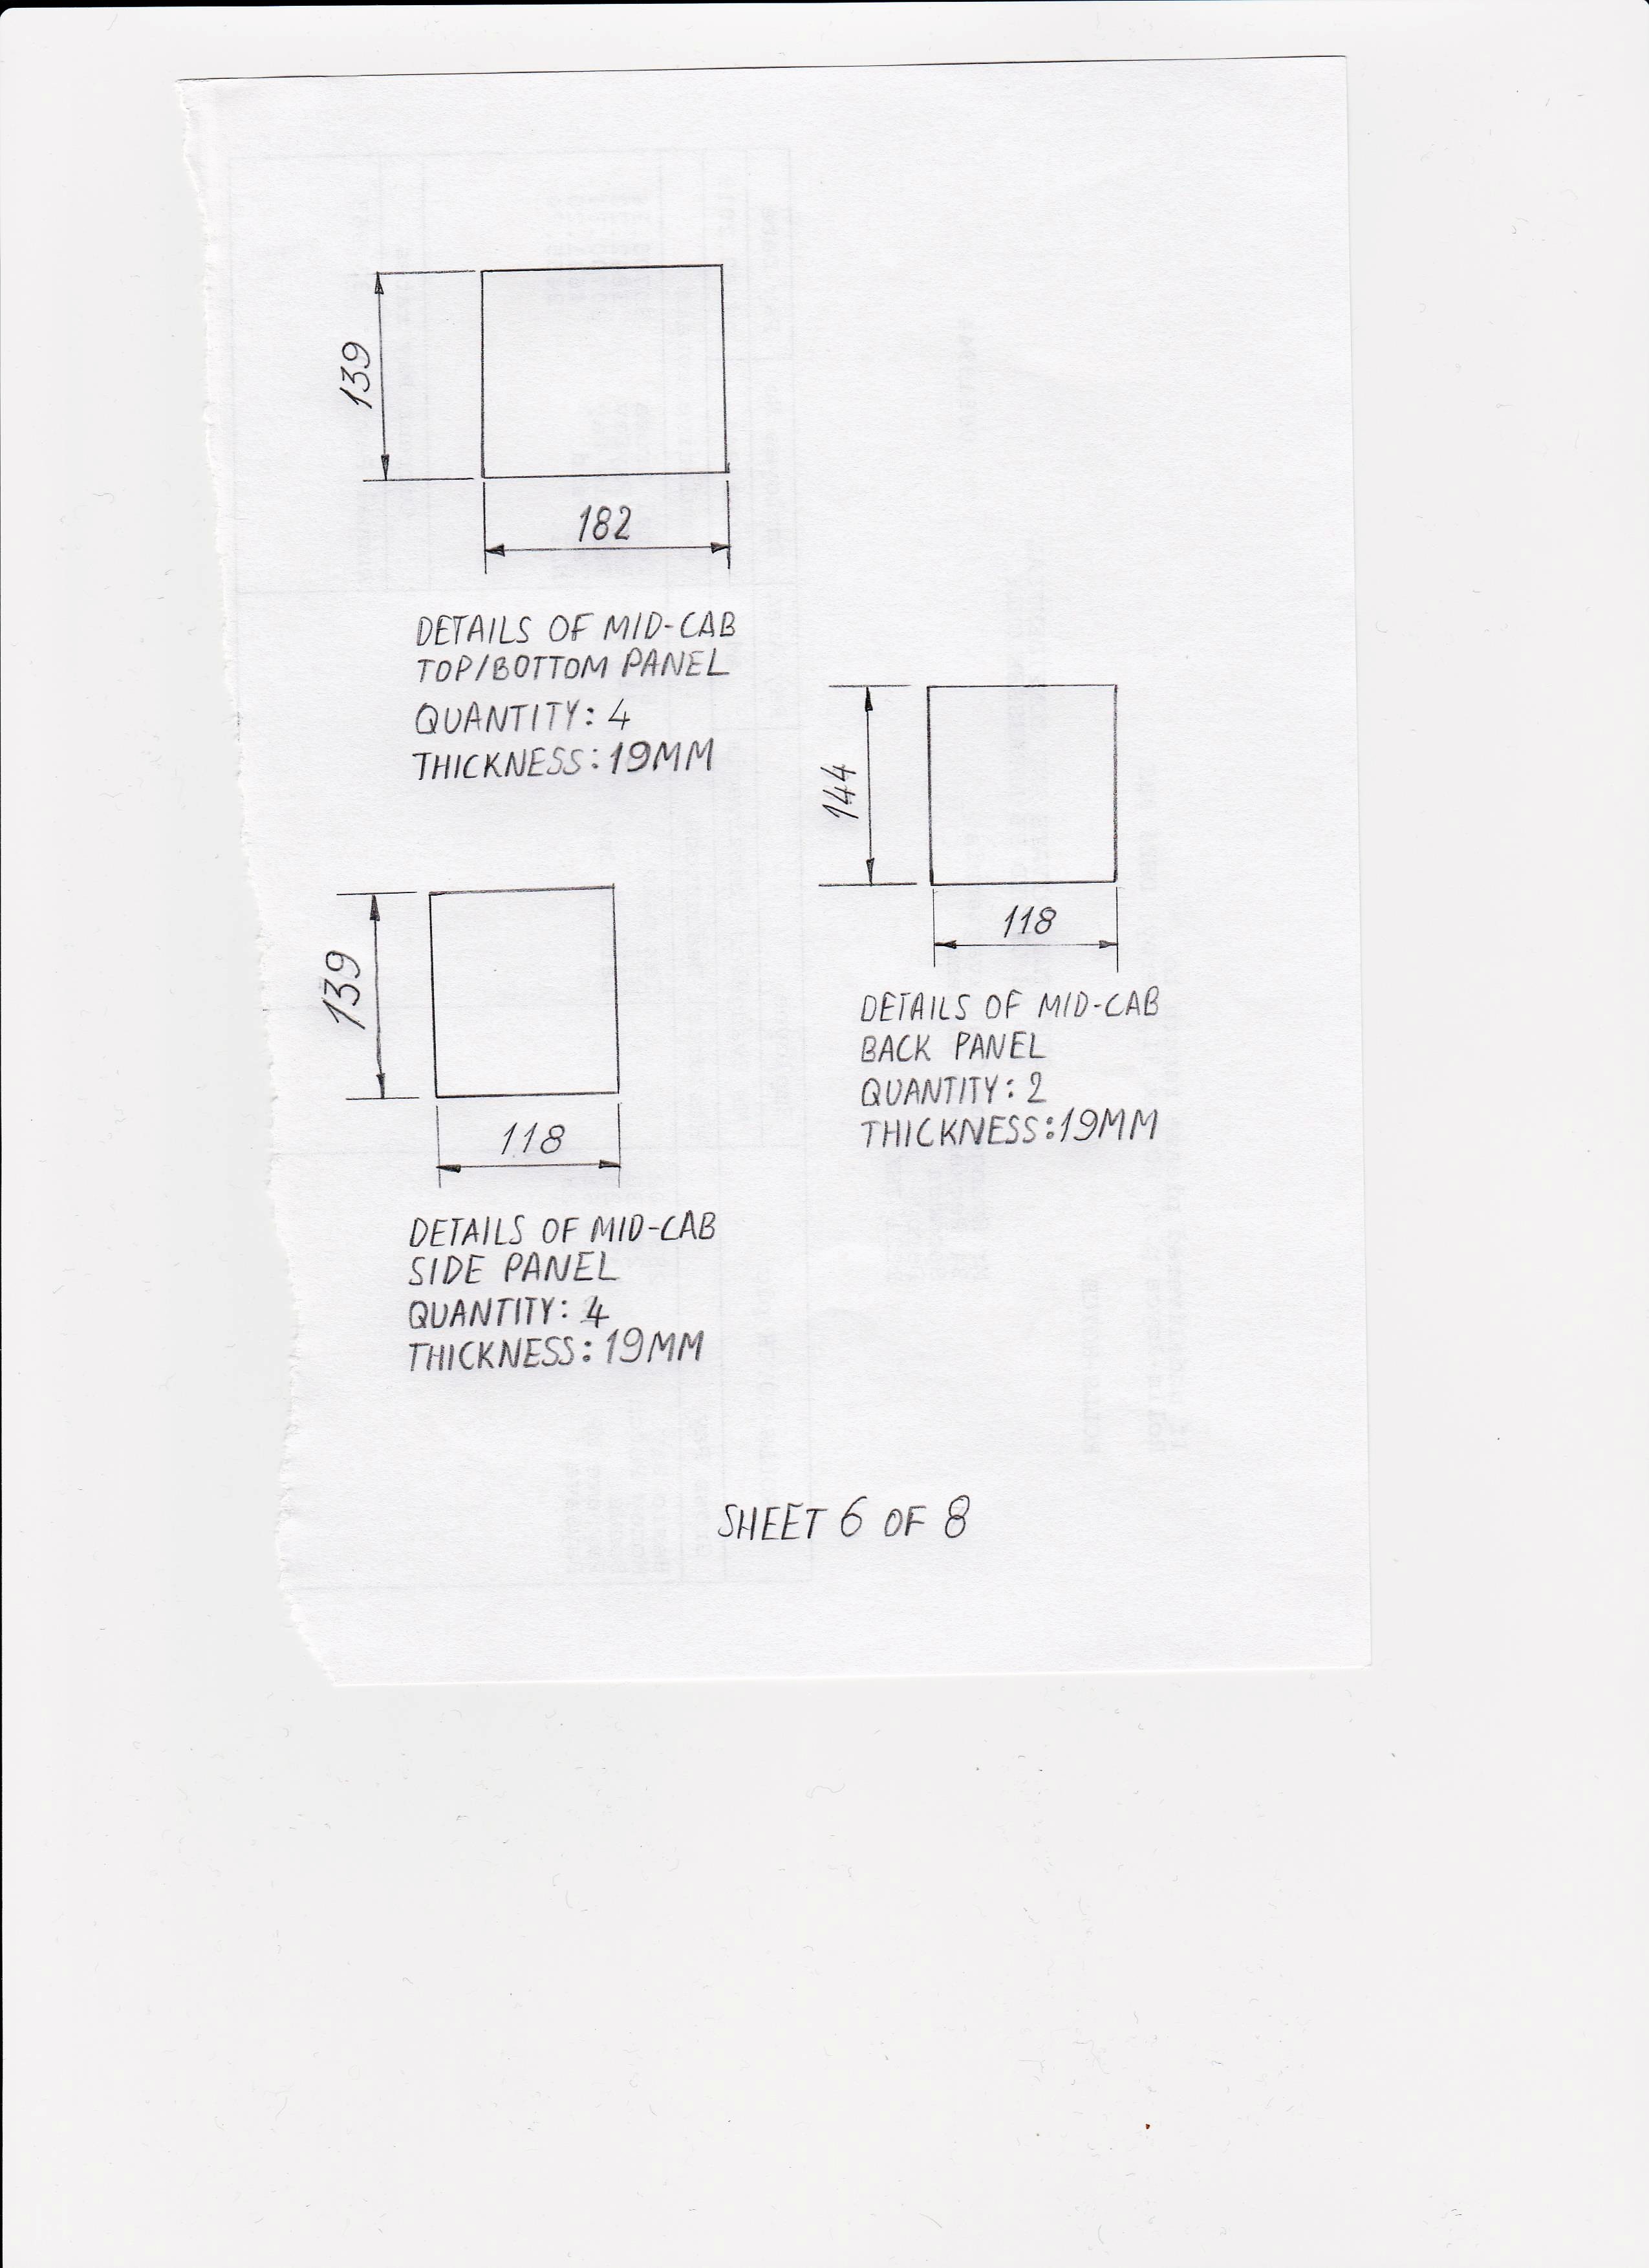 139
182
DETAILS OF MID-CAB
TOP/BOTTOM PANEL
QUANTITY: 4
THICKNESS: 19MM
144
118
DETAILS OF MID-CAB
BACK PANEL
QUANTITY: 2
THICKNESS:19MM
139
118
DETAILS OF MID-CAB
SIDE PANEL
QUANTITY: 4
THICKNESS: 19MM
SHEET 6 OF 8